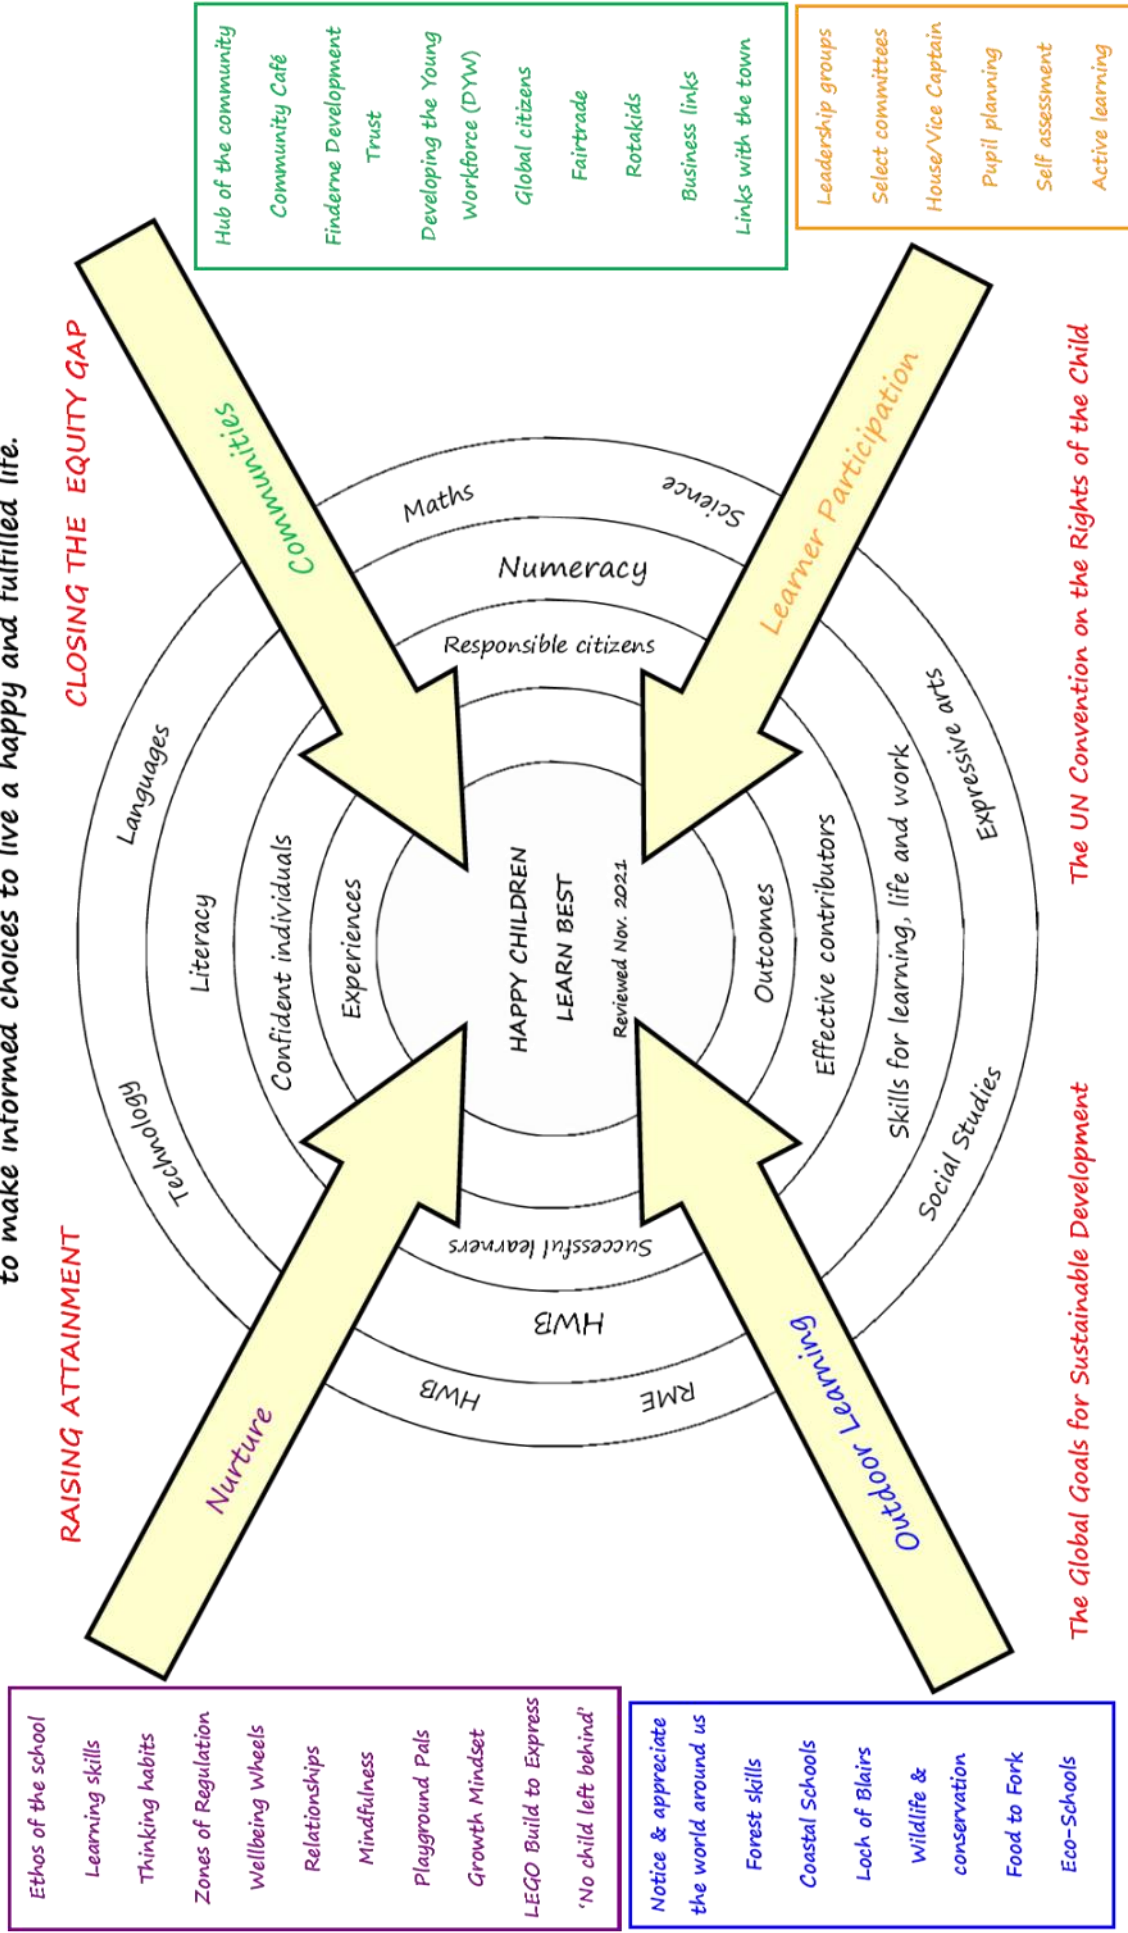 to make informed choices to live a happy and fulfilled life.
RAISING ATTAINMENT
CLOSING THE EQUITY GAP
Ethos of the school
Learning skills
Thinking habits
Zones of Regulation
Wellbeing Wheels
Relationships
Mindfulness
Playground Pals
Growth Mindset
LEGO Build to Express
'No child left behind'
Hub of the community
Community Café
Finderne Development
Trust
Developing the Young
Workforce (DYW)
Global citizens
Fairtrade
Rotakids
Business links
Links with the town
Nurture
Communities
Technology
Languages
Literacy
Confident individuals
Experiences
HWB
RME
HWB
Successful learners
HAPPY CHILDREN
LEARN BEST
Reviewed Nov. 2021
Responsible citizens
Numeracy
Maths
Science
Outcomes
Effective contributors
Skills for learning, life and work
Social Studies
Expressive arts
Outdoor Learning
Learner Participation
Notice & appreciate
the world around us
Forest skills
Coastal Schools
Loch of Blairs
Wildlife &
conservation
Food to Fork
Eco-Schools
Leadership groups
Select committees
House/Vice Captain
Pupil planning
Self assessment
Active learning
The Global Goals for Sustainable Development
The UN Convention on the Rights of the Child